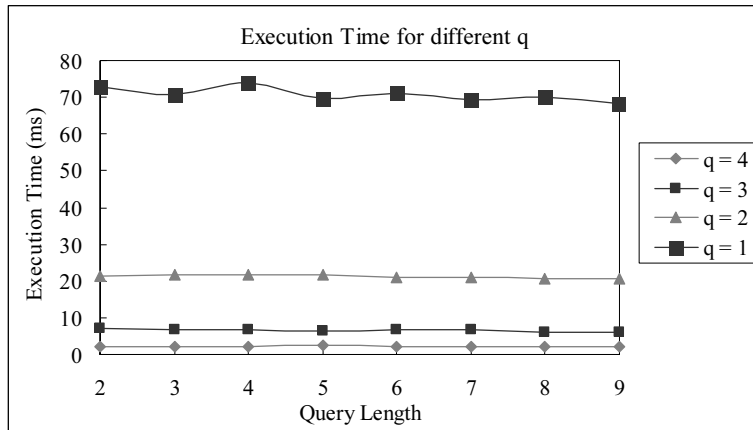 Execution Time for different q
80
70
60
50
40
30
20
10
0
Execution Time (ms)
2 3 4 5 6 7 8 9
Query Length
q = 4
q = 3
q = 2
q = 1